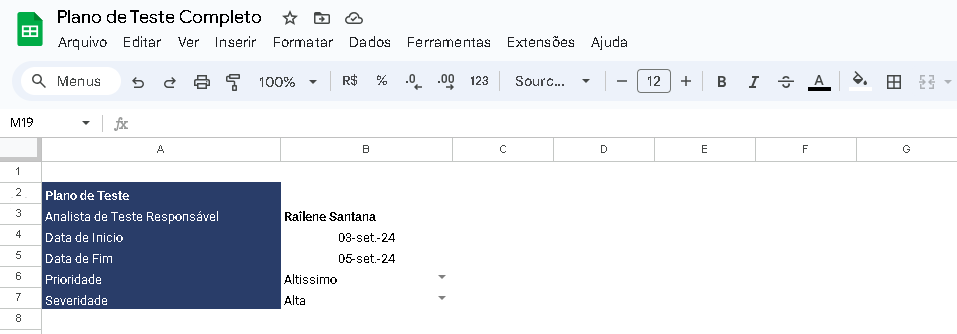 Plano de Teste Completo
Arquivo Editar Ver Inserir Formatar Dados Ferramentas Extensões Ajuda
Menus 100% R$ % .0 .00 123 Sourc... − 12 + B I S A
M19 fx
A B C D E F G
1
2 Plano de Teste
3 Analista de Teste Responsável Railene Santana
4 Data de Inicio 03-set.-24
5 Data de Fim 05-set.-24
6 Prioridade Altissimo
7 Severidade Alta
8